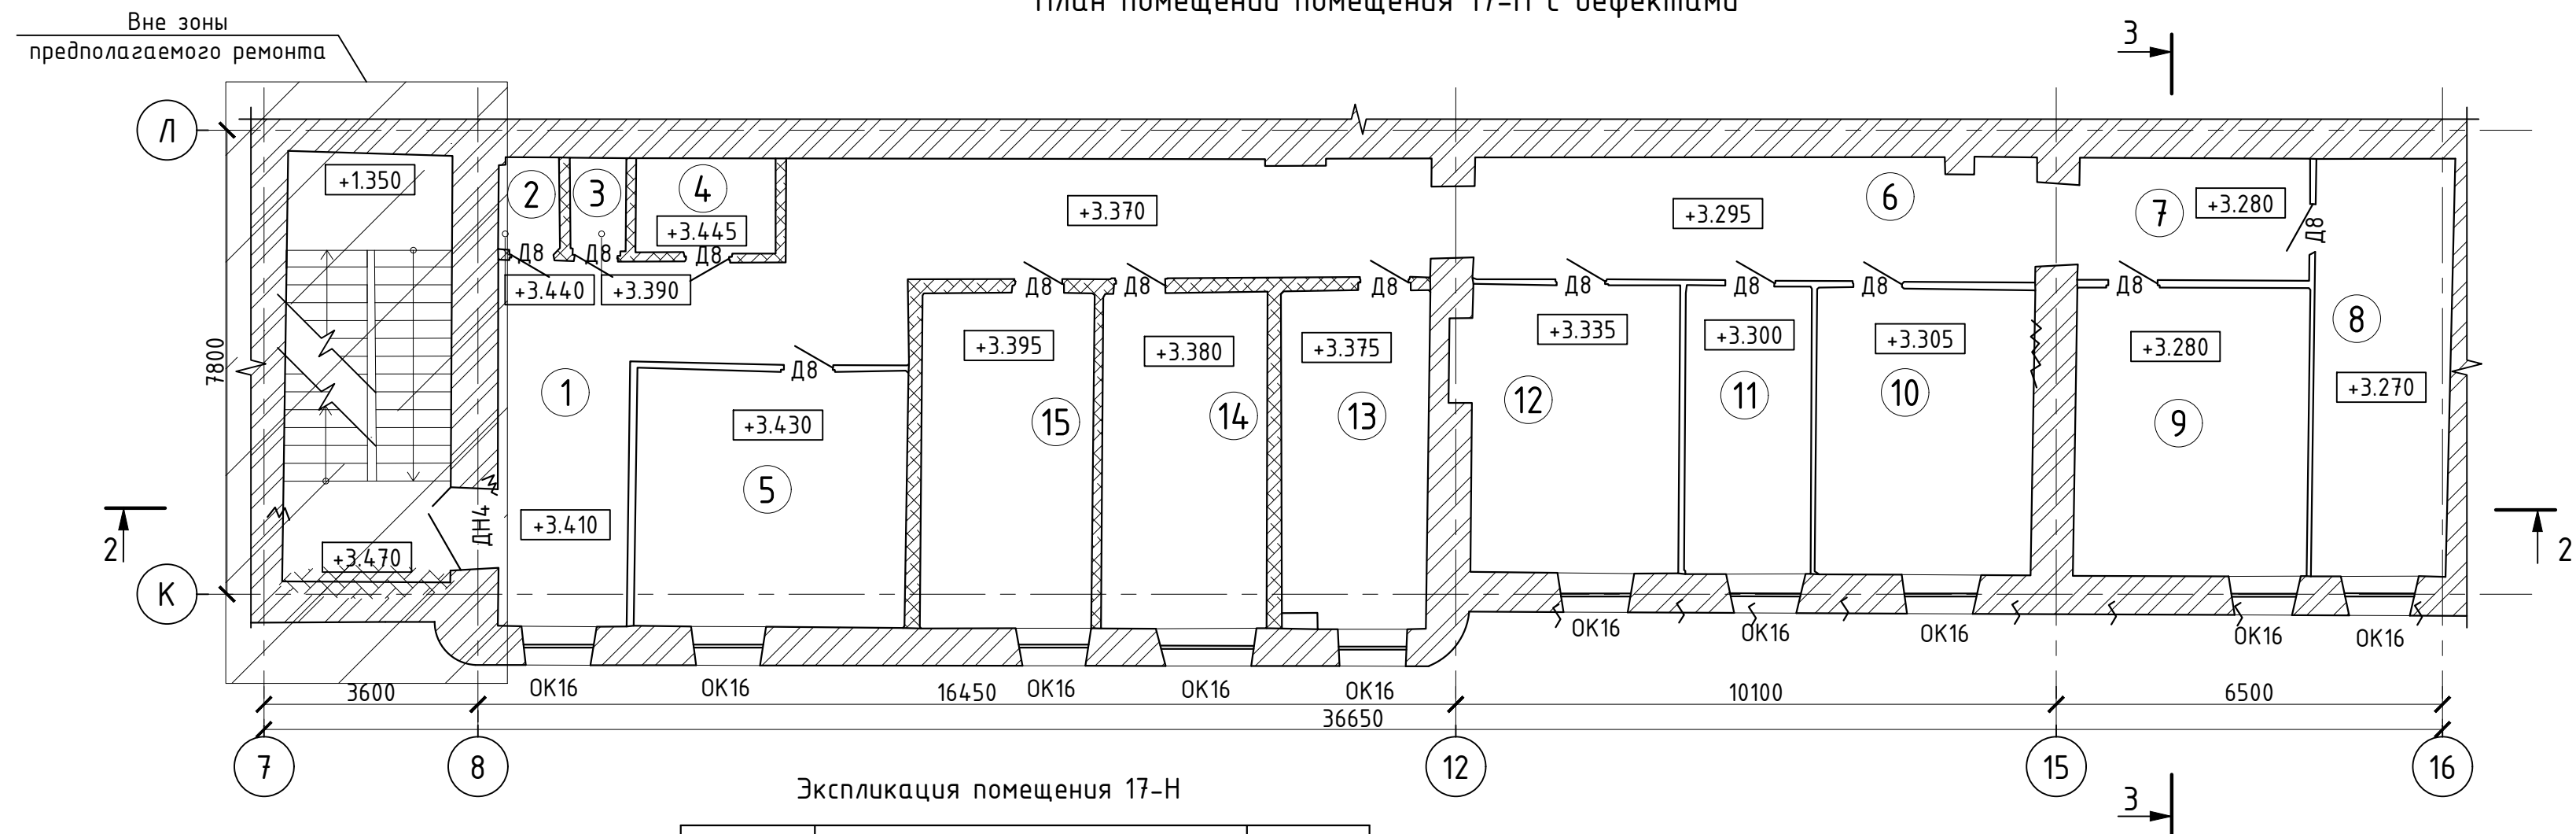 План помещений помещения 17-Н с дефектами
Вне зоны
предполагаемого ремонта
3
Л
+1.350
2
3
4
+3.445
+3.370
+3.295
6
7
+3.280
Д8
Д8
Д8
Д8
+3.440
+3.390
Д8
Д8
Д8
Д8
Д8
Д8
Д8
7800
1
Д8
+3.430
5
+3.395
15
+3.380
14
+3.375
13
+3.335
12
+3.300
11
+3.305
10
+3.280
9
8
+3.270
2
ДН4
+3.410
+3.470
2
К
ОК16
ОК16
ОК16
ОК16
ОК16
ОК16
ОК16
ОК16
ОК16
ОК16
3600
16450
10100
6500
36650
7
8
12
15
16
Экспликация помещения 17-Н
3